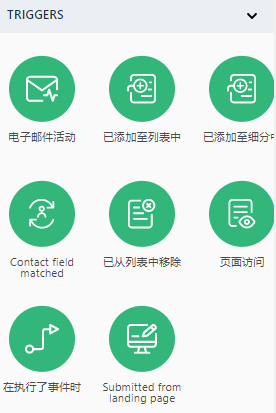 TRIGGERS
电子邮件活动
已添加至列表中
已添加至细分中
Contact field
matched
已从列表中移除
页面访问
在执行了事件时
Submitted from
landing page